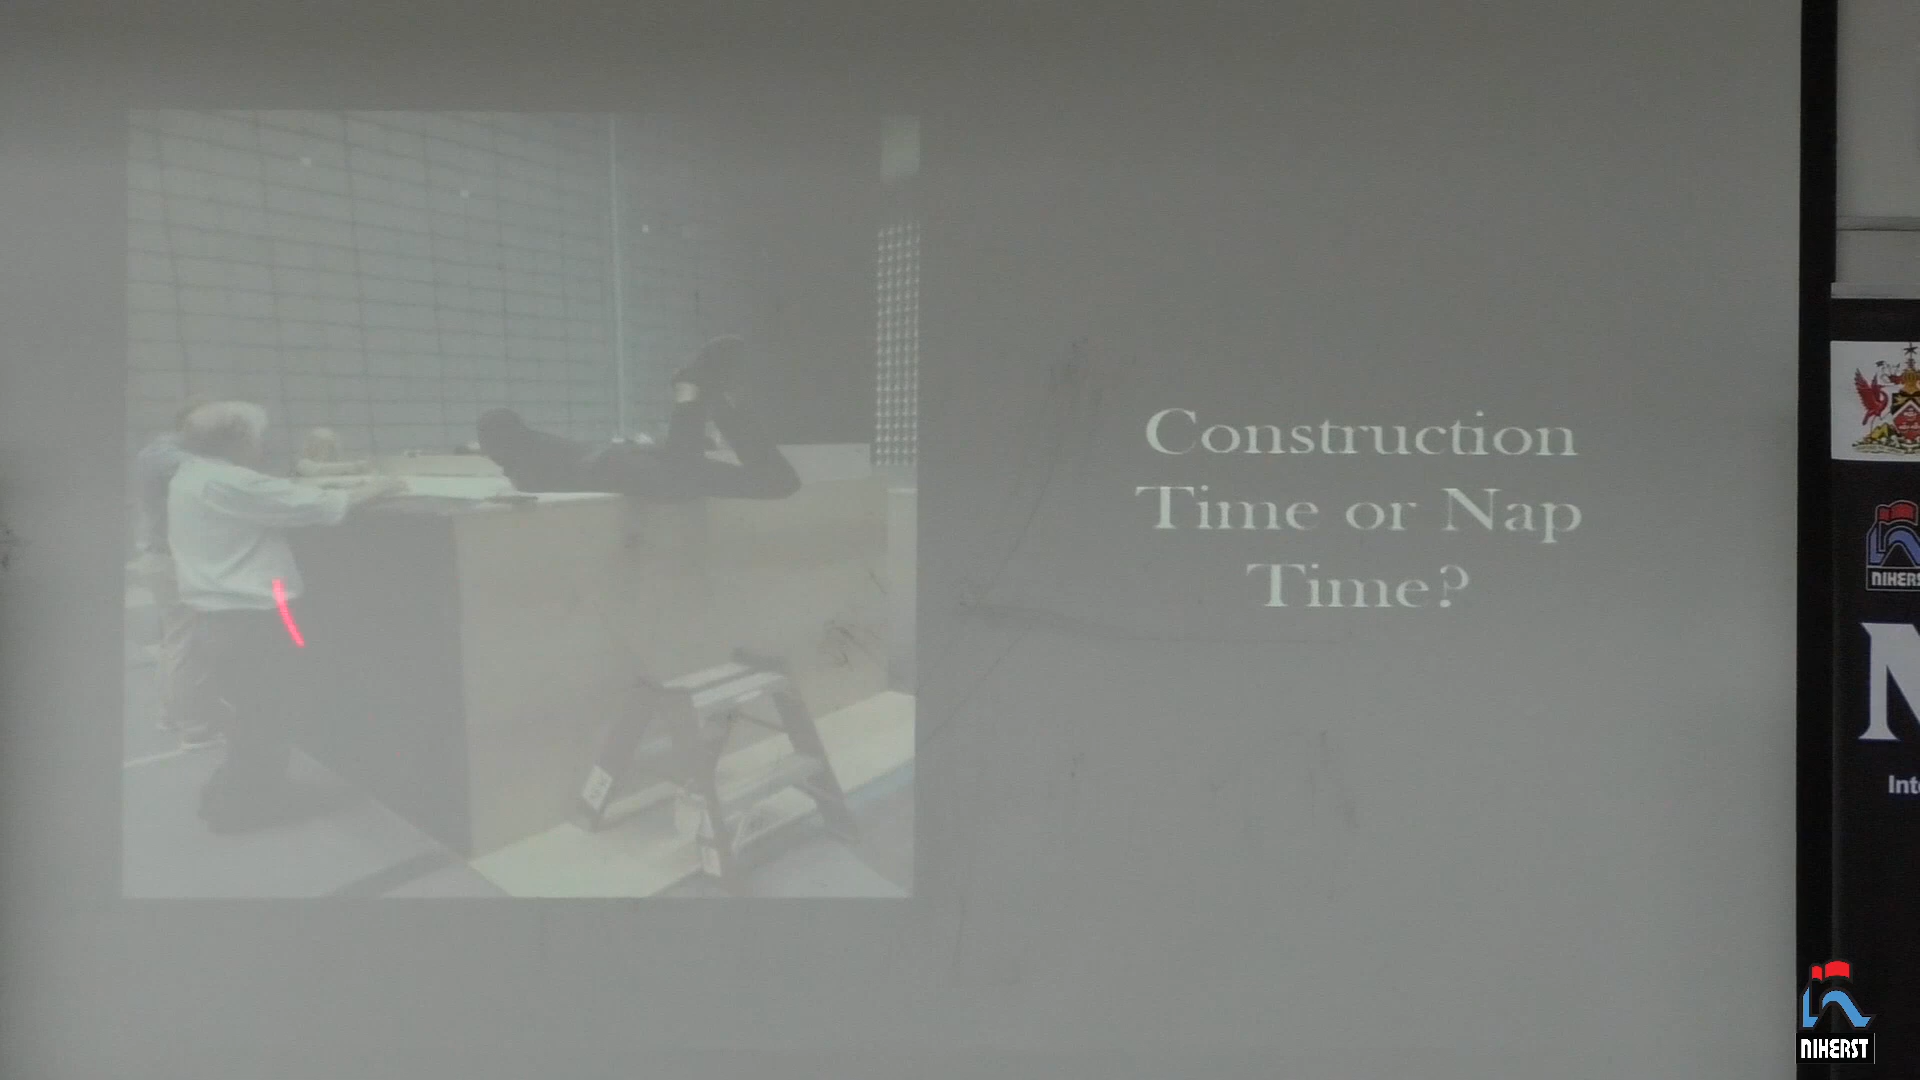 Construction
Time or Nap
Time?
NIHERST
N
Int
NIHERST